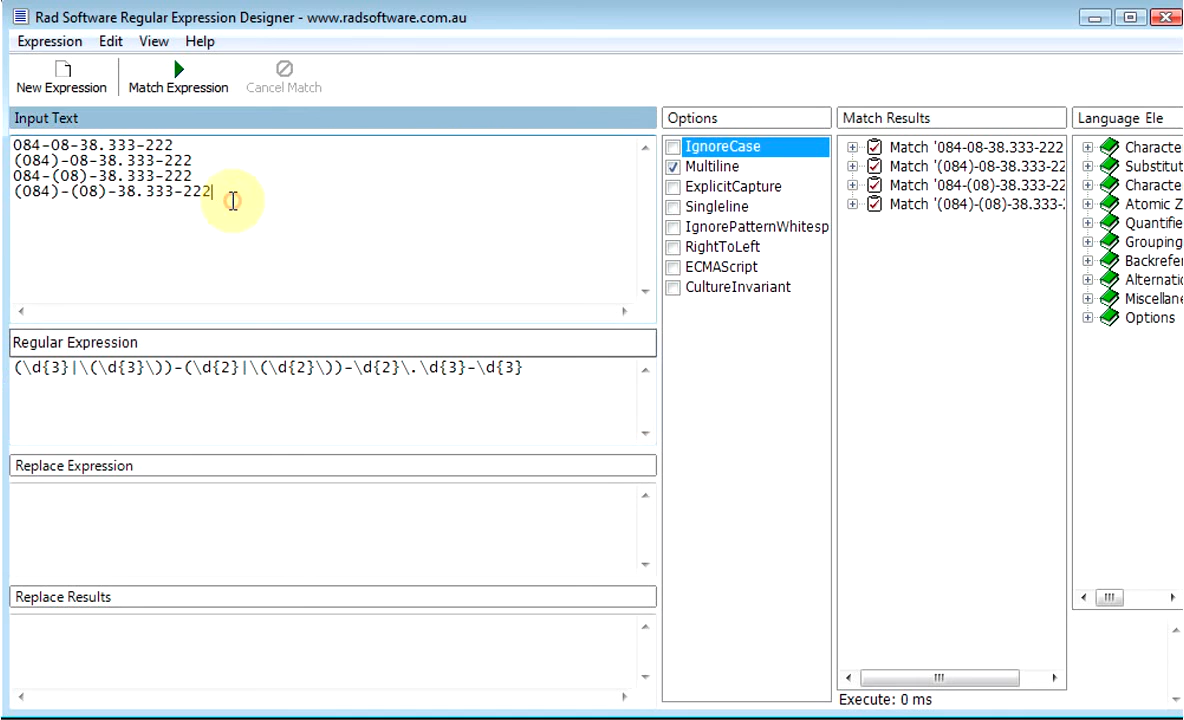 Rad Software Regular Expression Designer - www.radsoftware.com.au
Expression Edit View Help
New Expression Match Expression Cancel Match
Input Text
084-08-38.333-222
(084)-08-38.333-222
084-(08)-38.333-222
(084)-(08)-38.333-222
Regular Expression
(\d{3}|\(\d{3}\))-(\d{2}|\(\d{2}\))-\d{2}\.\d{3}-\d{3}
Replace Expression
Replace Results
Options
IgnoreCase
Multiline
ExplicitCapture
Singleline
IgnorePatternWhitesp
RightToLeft
ECMAScript
CultureInvariant
Match Results
Match '084-08-38.333-222
Match '(084)-08-38.333-22
Match '084-(08)-38.333-22
Match '(084)-(08)-38.333-
Execute: 0 ms
Language Ele
Characte
Substitut
Characte
Atomic Z
Quantifie
Grouping
Backrefer
Alternatio
Miscellane
Options